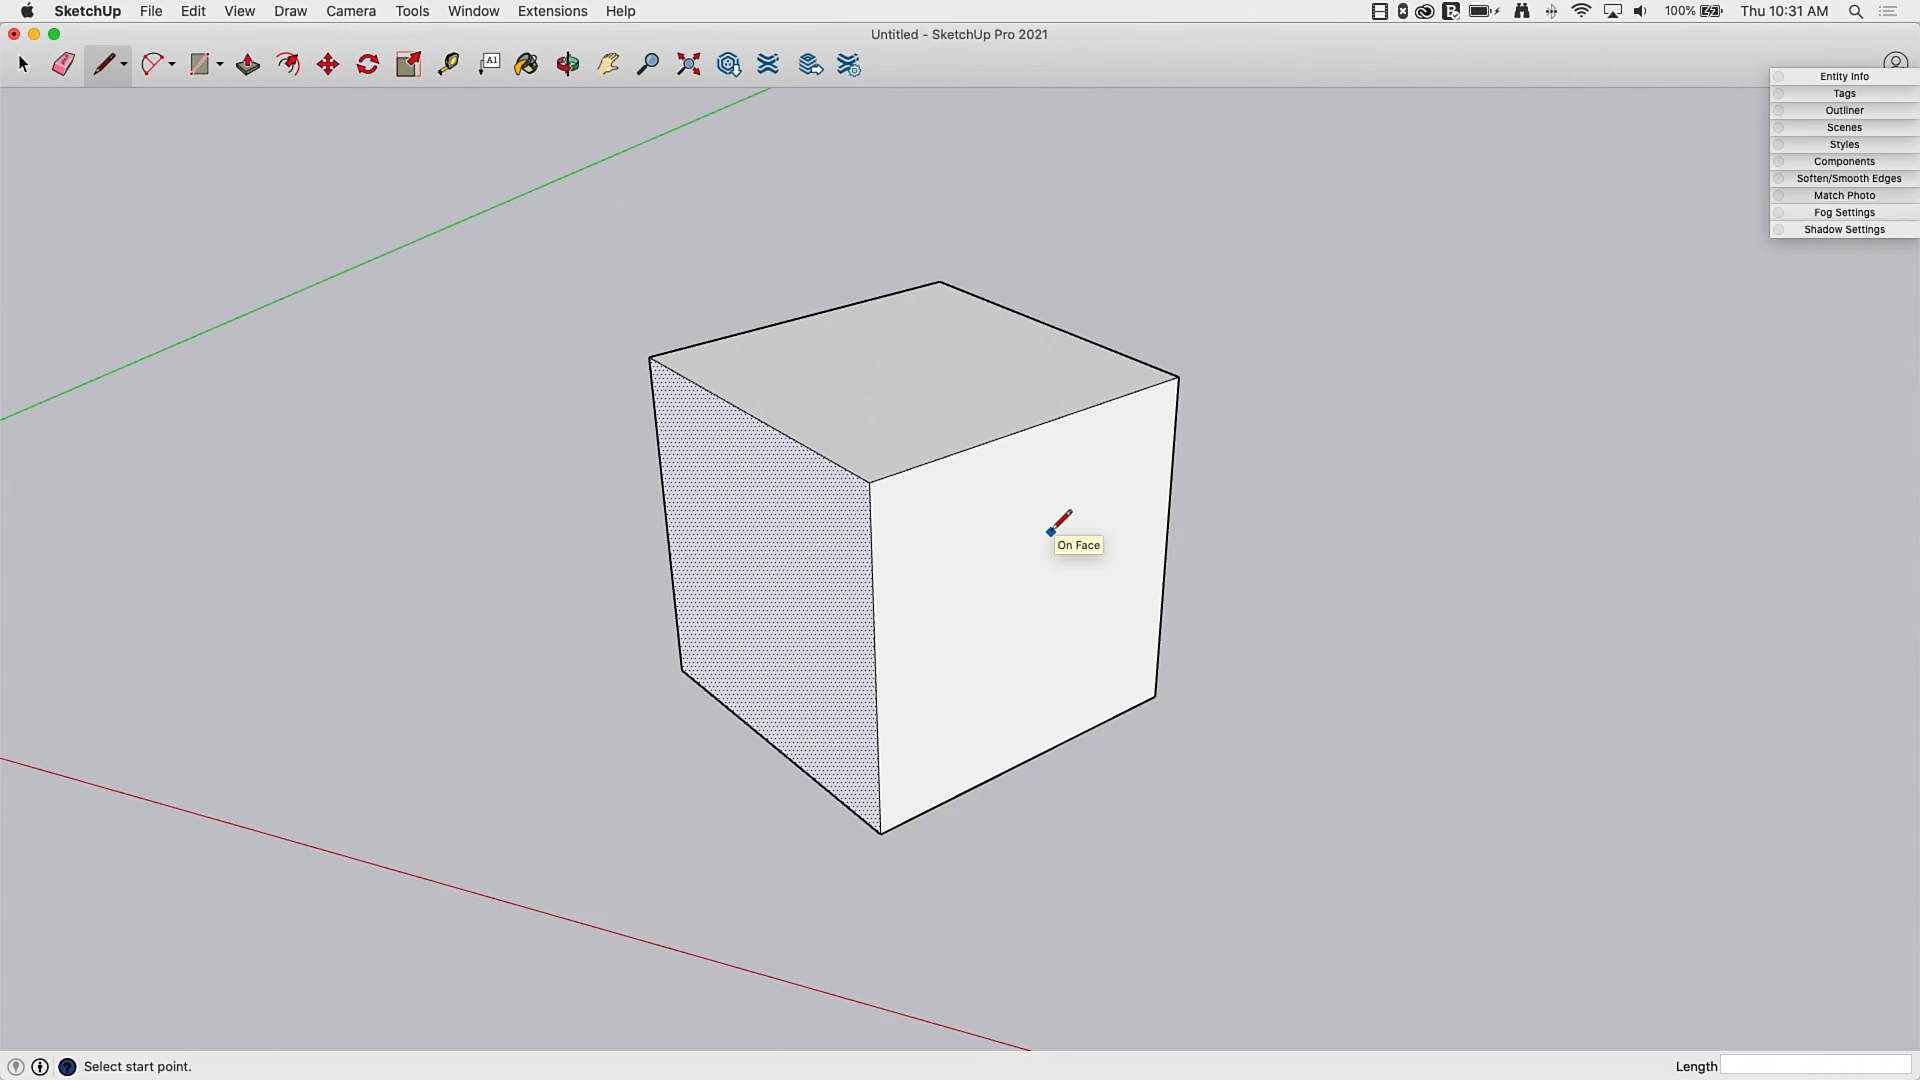 SketchUp File Edit View Draw Camera Tools Window Extensions Help 100% Thu 10:31 AM
Untitled - SketchUp Pro 2021
A1
Entity Info
Tags
Outliner
Scenes
Styles
Components
Soften/Smooth Edges
Match Photo
Fog Settings
Shadow Settings
On Face
Select start point.
Length